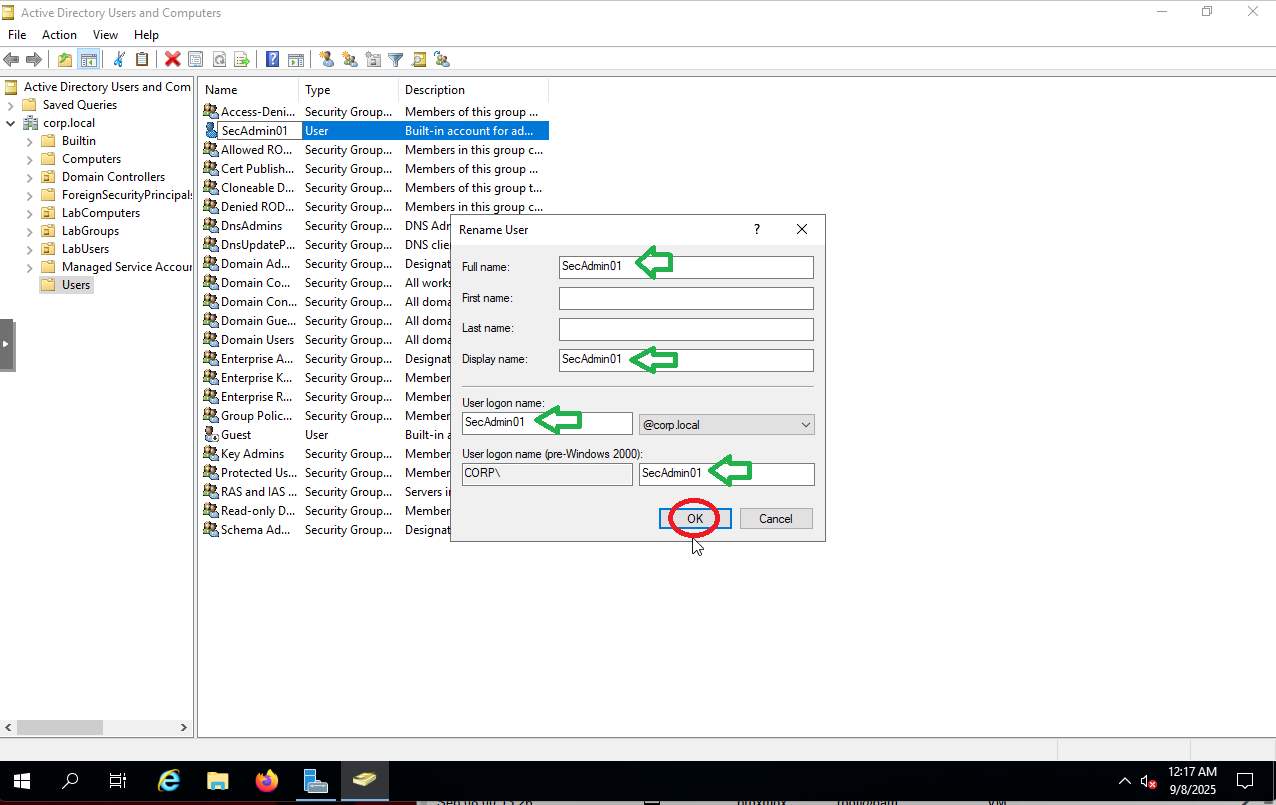 Active Directory Users and Computers
File Action View Help
Active Directory Users and Com
Saved Queries
corp.local
Builtin
Computers
Domain Controllers
ForeignSecurityPrincipals
LabComputers
LabGroups
LabUsers
Managed Service Accour
Users
Name Type Description
Access-Deni... Security Group... Members of this group ...
SecAdmin01 User Built-in account for ad...
Allowed RO... Security Group... Members in this group c...
Cert Publish... Security Group... Members of this group ...
Cloneable D... Security Group... Members of this group t...
Denied ROD... Security Group... Members in this group c...
DnsAdmins Security Group... DNS Adr
DnsUpdateP... Security Group... DNS clie
Domain Ad... Security Group... Designat
Domain Co... Security Group... All works
Domain Con... Security Group... All doma
Domain Gue... Security Group... All doma
Domain Users Security Group... All doma
Enterprise A... Security Group... Designat
Enterprise K... Security Group... Member
Enterprise R... Security Group... Member
Group Polic... Security Group... Member
Guest User Built-in a
Key Admins Security Group... Member
Protected Us... Security Group... Member
RAS and IAS ... Security Group... Servers in
Read-only D... Security Group... Member
Schema Ad... Security Group... Designat
Rename User ?
Full name: SecAdmin01
First name:
Last name:
Display name: SecAdmin01
User logon name:
SecAdmin01 @corp.local
User logon name (pre-Windows 2000):
CORP\ SecAdmin01
OK Cancel
12:17 AM
9/8/2025